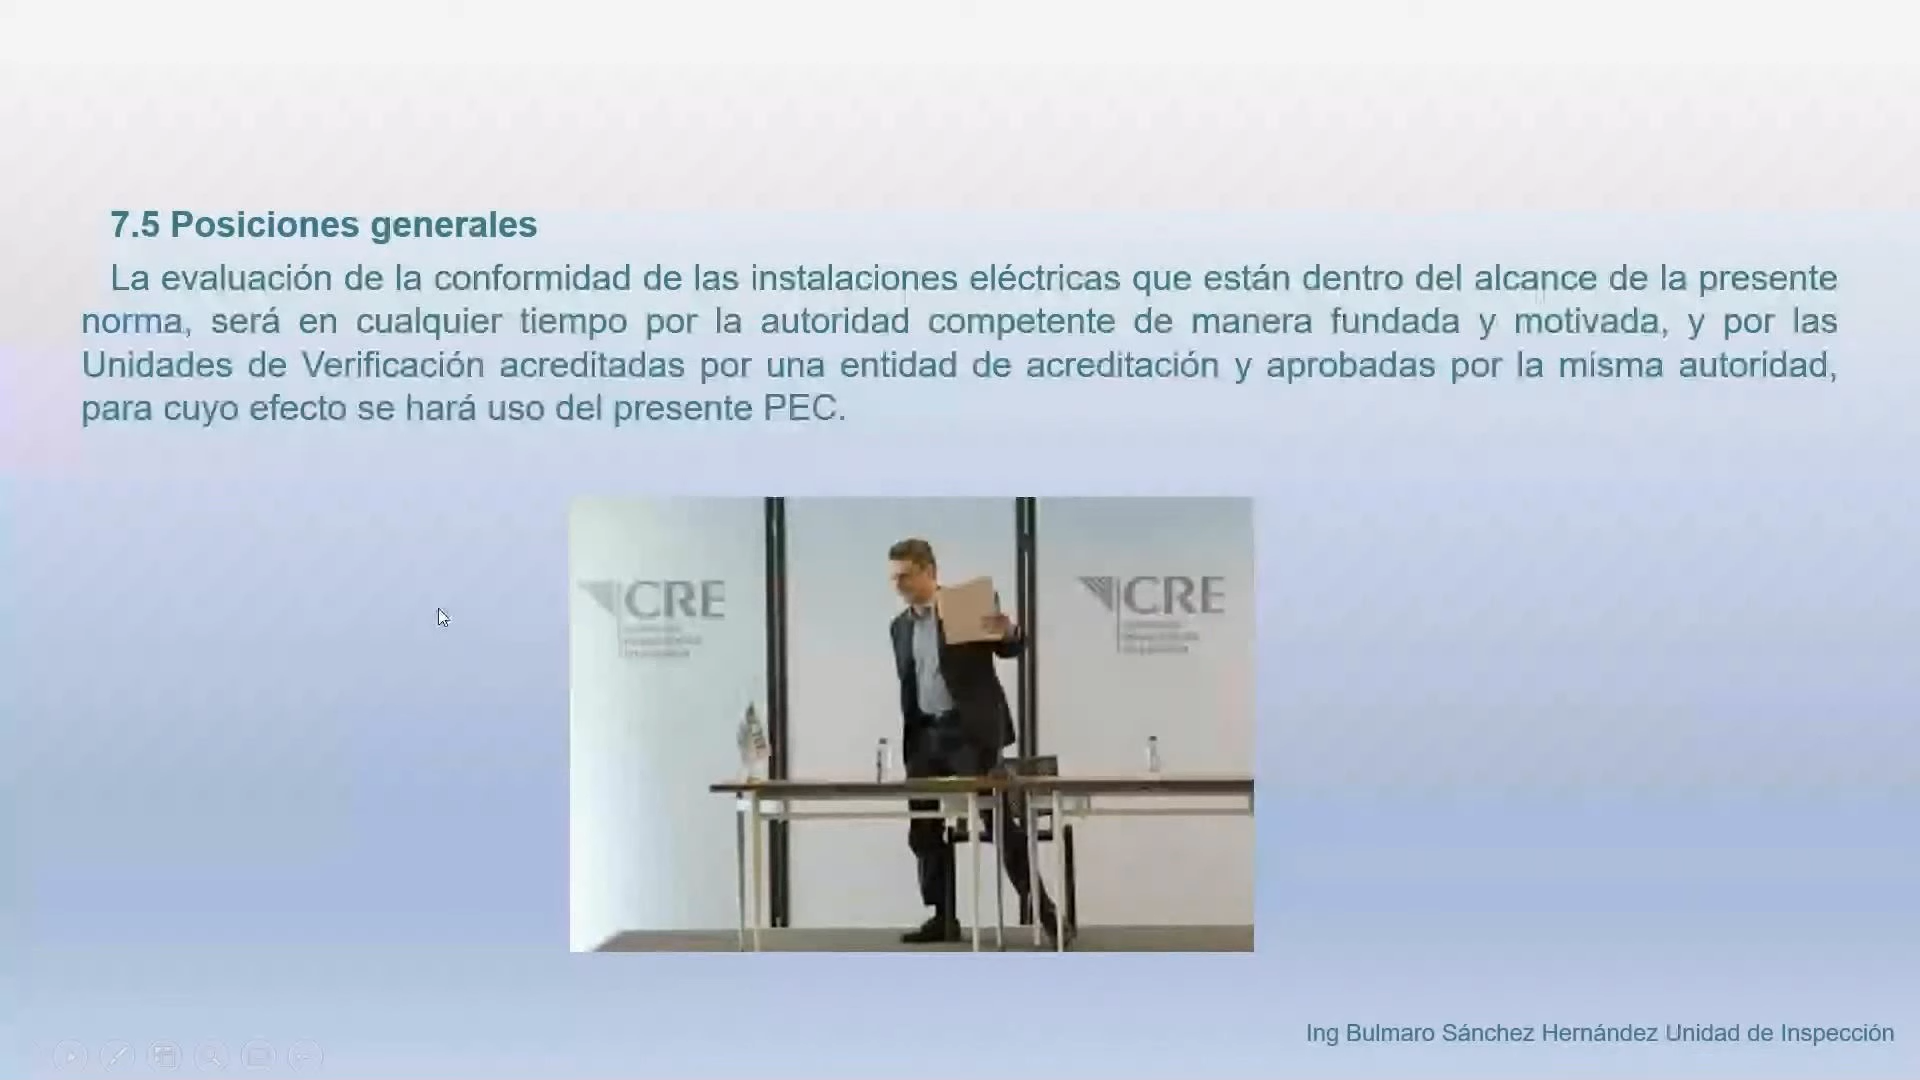 7.5 Posiciones generales
La evaluación de la conformidad de las instalaciones eléctricas que están dentro del alcance de la presente
norma, será en cualquier tiempo por la autoridad competente de manera fundada y motivada, y por las
Unidades de Verificación acreditadas por una entidad de acreditación y aprobadas por la misma autoridad,
para cuyo efecto se hará uso del presente PEC.
CRE
CRE
Ing Bulmaro Sánchez Hernández Unidad de Inspección